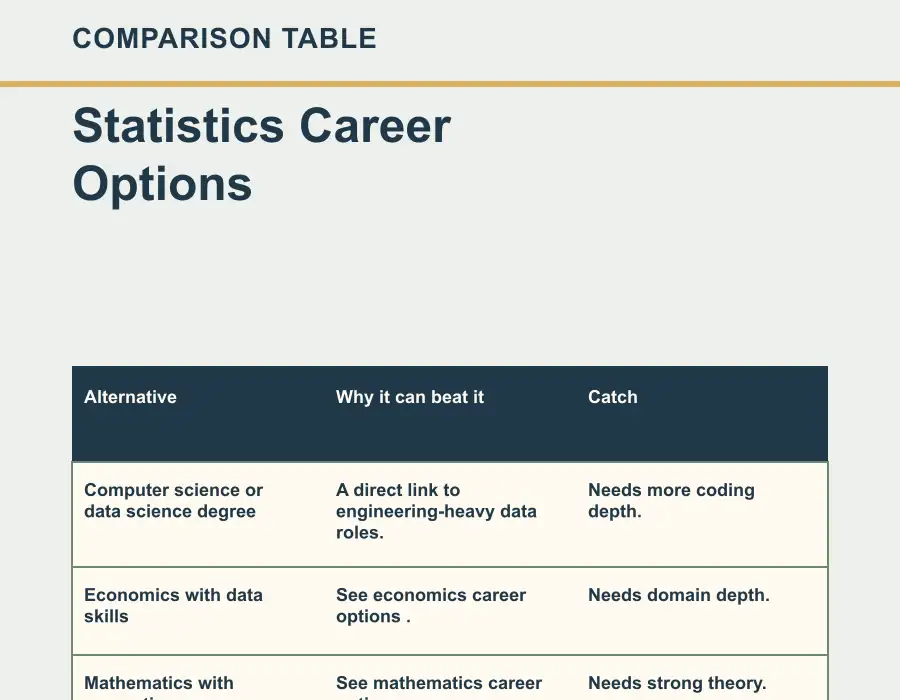 COMPARISON TABLE
Statistics Career
Options
Alternative
Why it can beat it
Catch
Computer science or
data science degree
A direct link to
engineering-heavy data
roles.
Needs more coding
depth.
Economics with data
skills
See economics career
options .
Needs domain depth.
Mathematics with
See mathematics career
Needs strong theory.